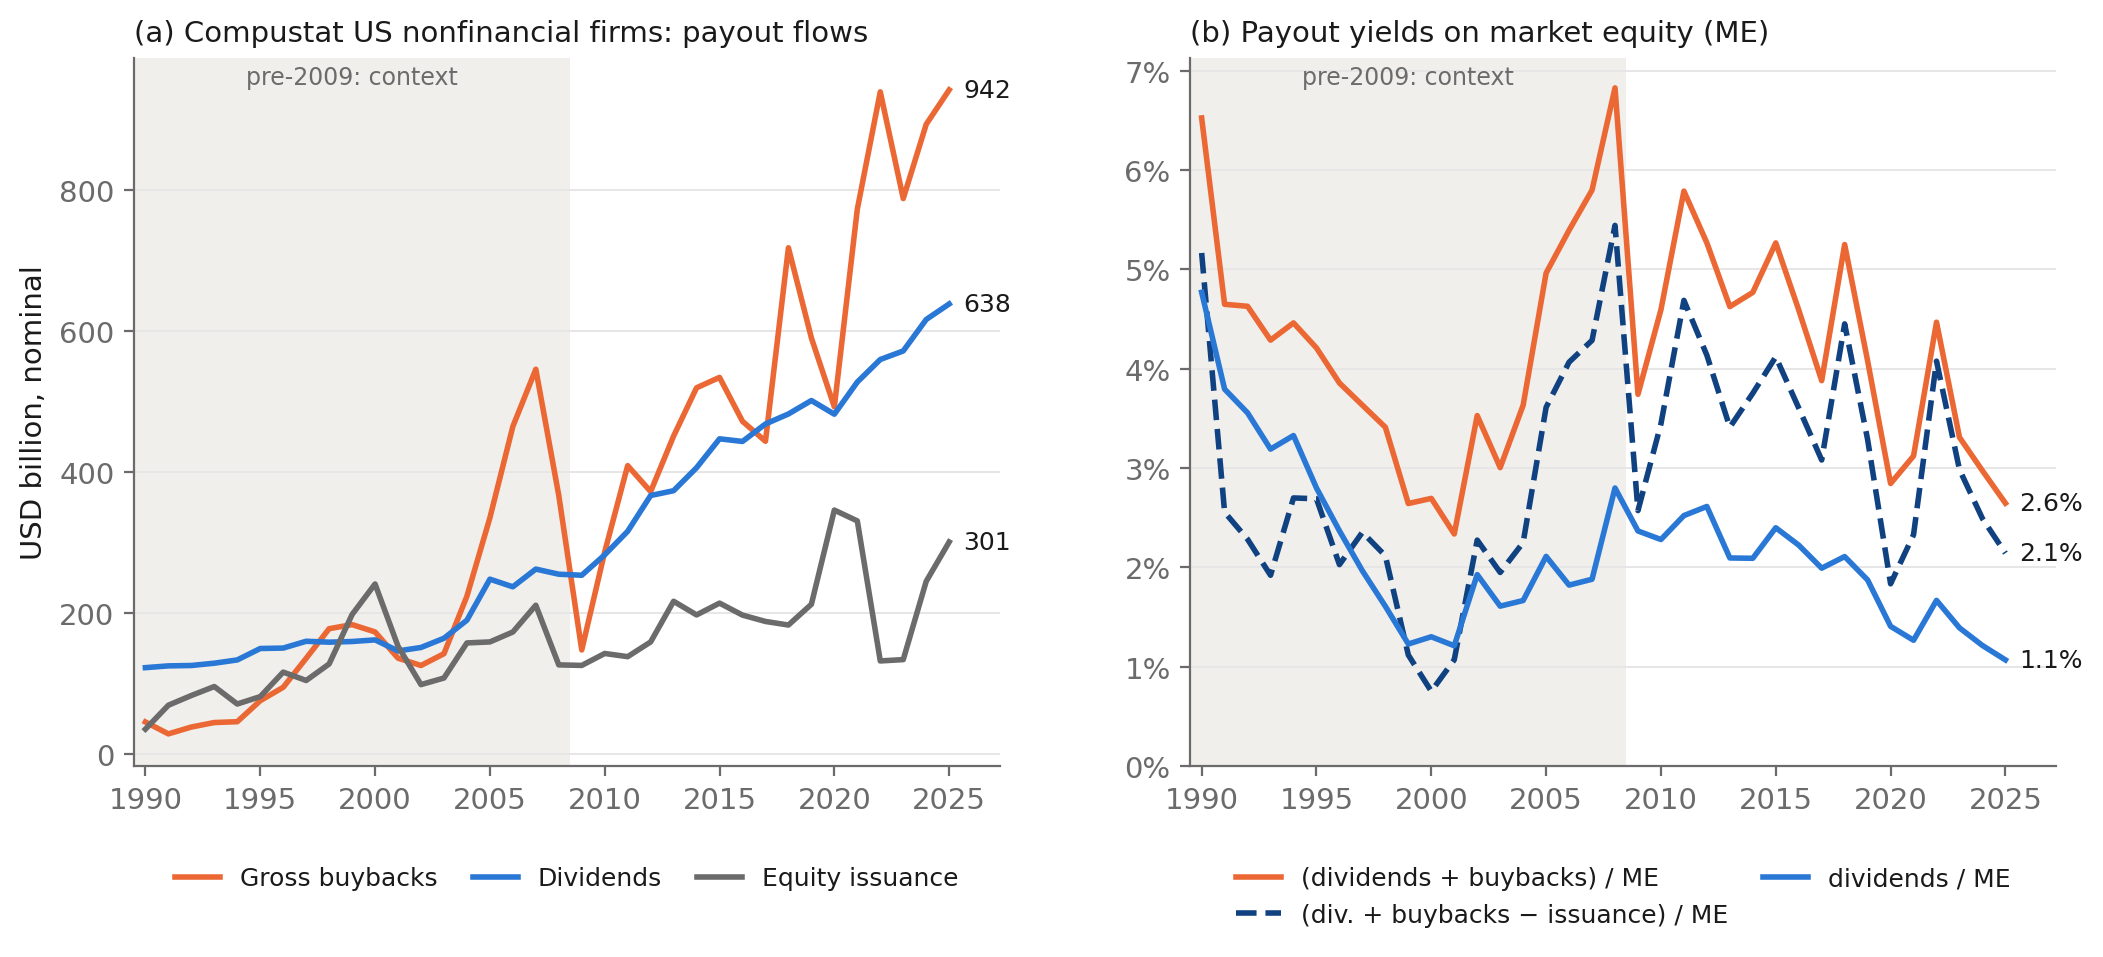 (a) Compustat US nonfinancial firms: payout flows
pre-2009: context
USD billion, nominal
800
600
400
200
0
942
638
301
1990 1995 2000 2005 2010 2015 2020 2025
Gross buybacks Dividends Equity issuance
(b) Payout yields on market equity (ME)
pre-2009: context
7%
6%
5%
4%
3%
2%
1%
0%
2.6%
2.1%
1.1%
1990 1995 2000 2005 2010 2015 2020 2025
(dividends + buybacks) / ME dividends / ME
(div. + buybacks − issuance) / ME